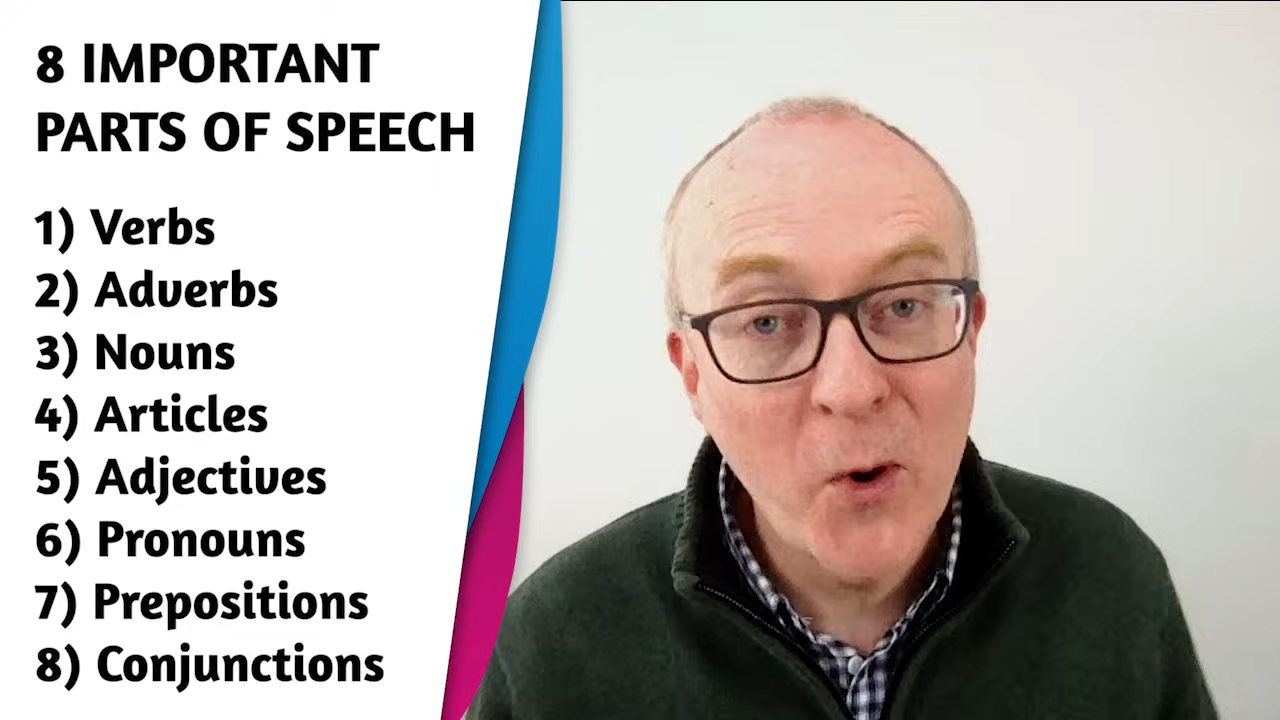 8 IMPORTANT
PARTS OF SPEECH
1) Verbs
2) Adverbs
3) Nouns
4) Articles
5) Adjectives
6) Pronouns
7) Prepositions
8) Conjunctions